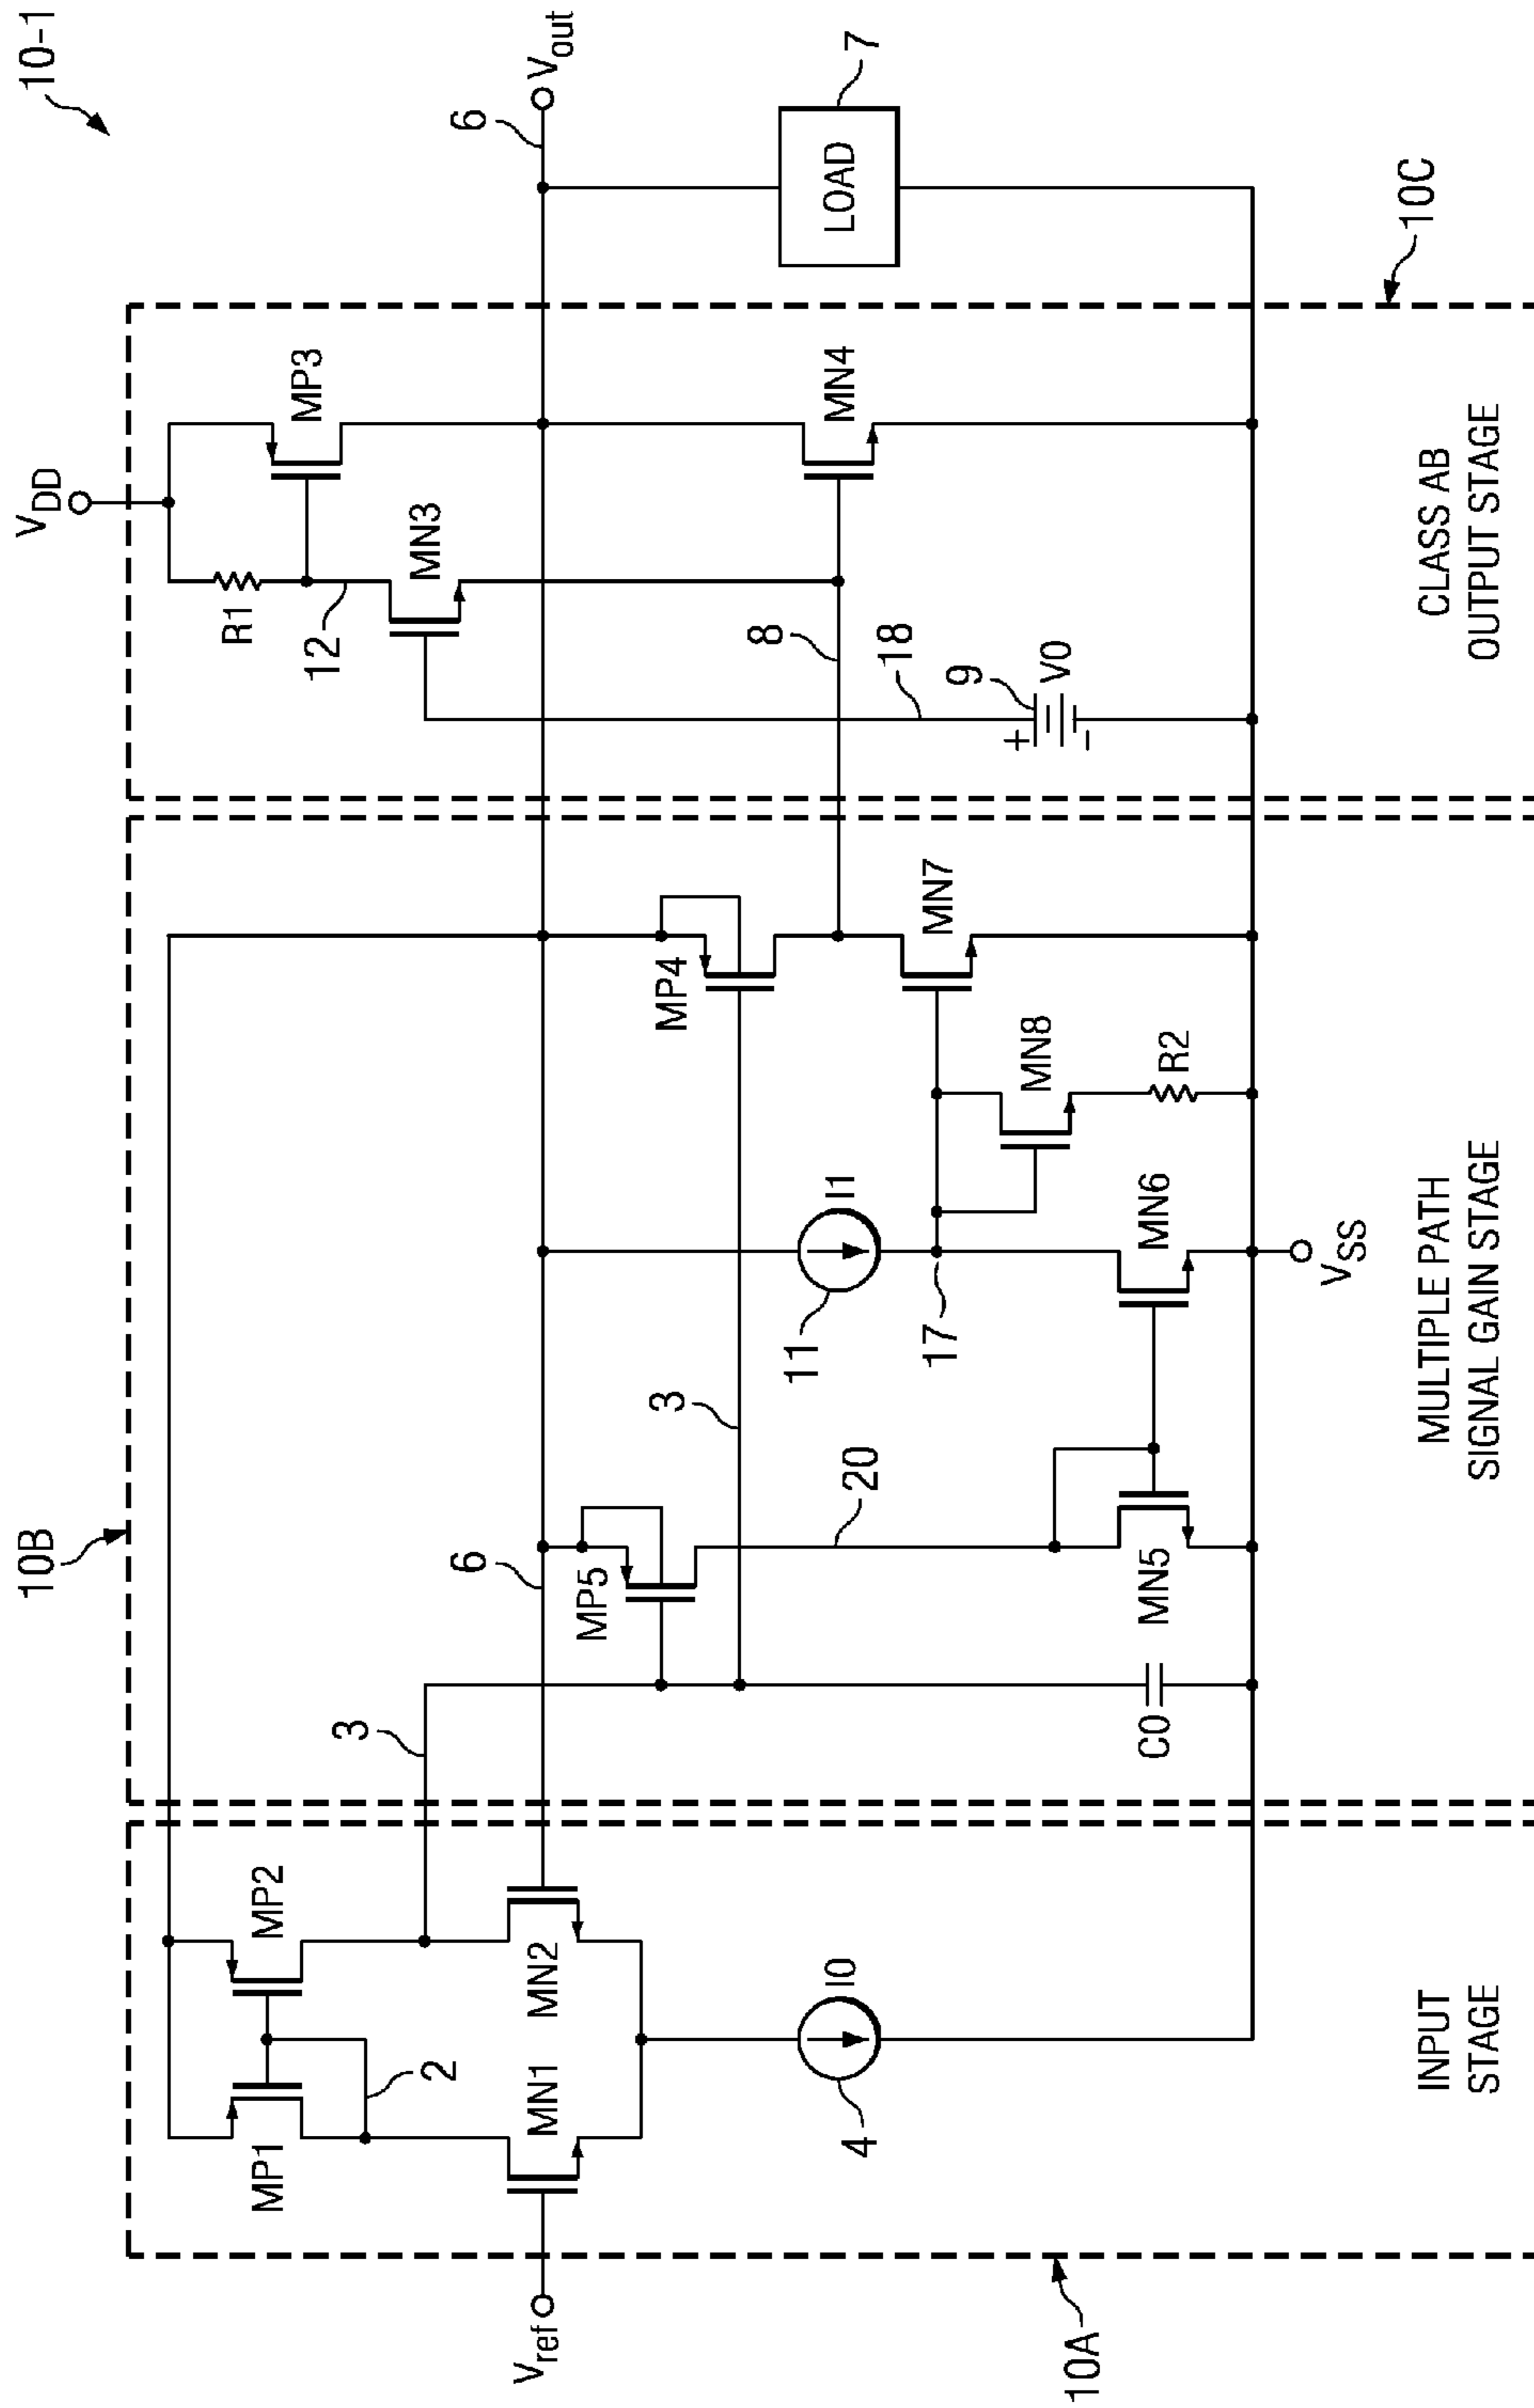 10-1
10B
V_DD
R1
MP3
12
MN3
6
V_out
MP1
MP2
2
3
6
MP5
MP4
V_ref
MN1
MN2
3
8
MN4
LOAD
7
I0
4
20
I1
11
17
MN7
18
9
V0
+
–
MN8
R2
C0
MN5
MN6
V_SS
10A
10C
INPUT
STAGE
MULTIPLE PATH
SIGNAL GAIN STAGE
CLASS AB
OUTPUT STAGE